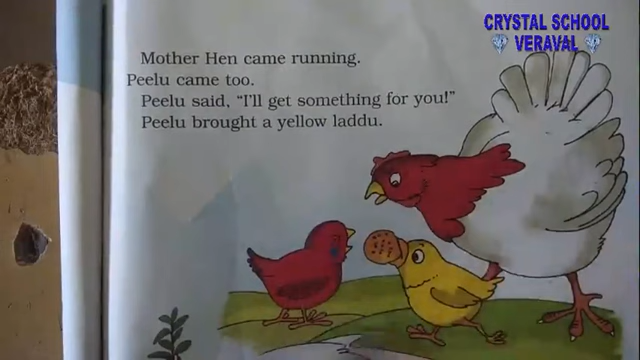 CRYSTAL SCHOOL
VERAVAL
Mother Hen came running.
Peelu came too.
Peelu said, “I'll get something for you!”
Peelu brought a yellow laddu.